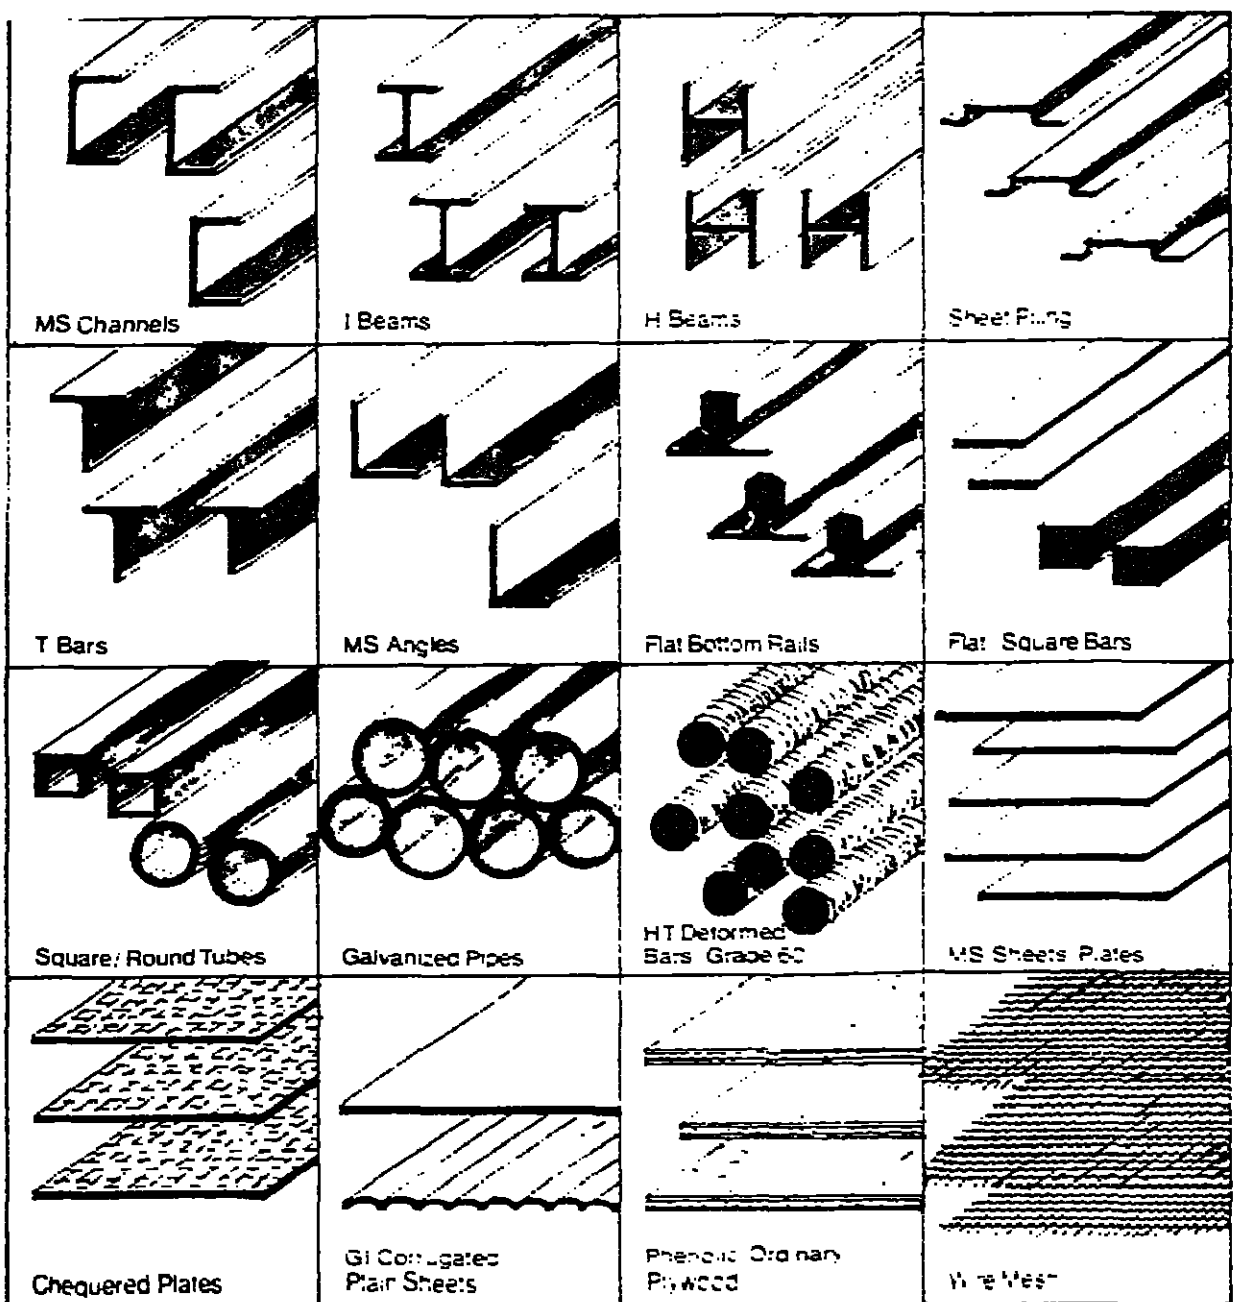 MS Channels
I Beams
H Beams
Sheet Piling
T Bars
MS Angles
Flat Bottom Rails
Flat Square Bars
Square/Round Tubes
Galvanized Pipes
HT Deformed
Bars Grade 60
MS Sheets Plates
Chequered Plates
GI Corrugated
Plain Sheets
Phenolic Ordinary
Plywood
Wire Mesh